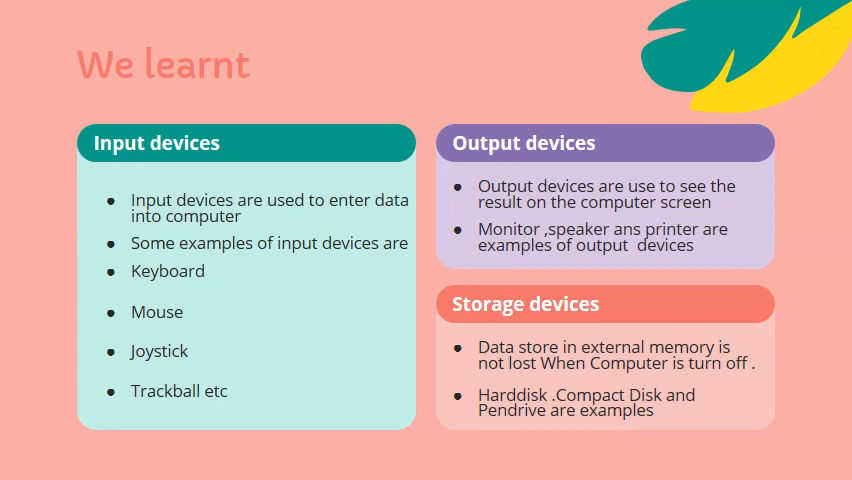 We learnt
Input devices
Input devices are used to enter data
into computer
Some examples of input devices are
Keyboard
Mouse
Joystick
Trackball etc
Output devices
Output devices are use to see the
result on the computer screen
Monitor ,speaker ans printer are
examples of output  devices
Storage devices
Data store in external memory is
not lost When Computer is turn off .
Harddisk .Compact Disk and
Pendrive are examples